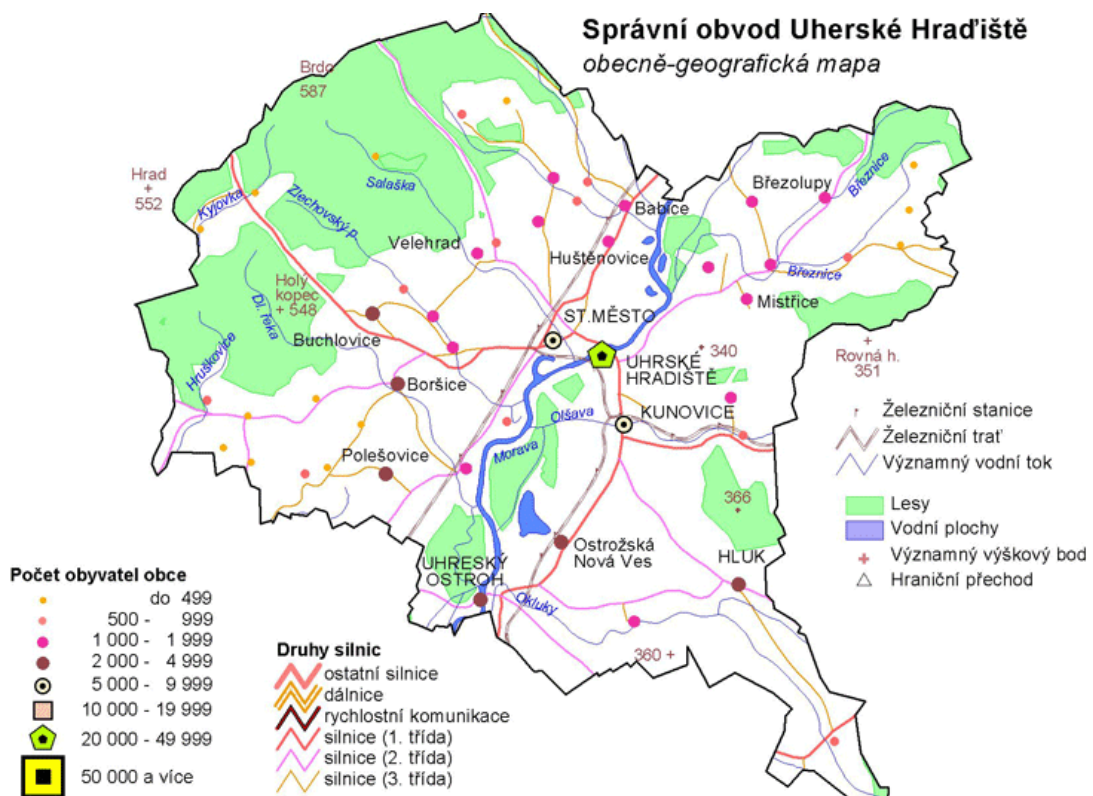 Správní obvod Uherské Hraďiště
obecně-geografická mapa
Brdo
587
Hrad
+
552
Kyjovka
Zlechovský p.
Salaška
Velehrad
Babice
Huštěnovice
Březolupy
Březnice
Březnice
Mistřice
Holý
kopec
+ 548
Dl. řeka
Buchlovice
ST.MĚSTO
Hruškovice
Boršice
UHRSKÉ
HRADIŠTĚ
340
+
Rovná h.
351
KUNOVICE
Olšava
Morava
Polešovice
366
Ostrožská
Nová Ves
HLUK
UHRESKÝ
OSTROH
Okluky
360 +
Železniční stanice
Železniční trať
Významný vodní tok
Lesy
Vodní plochy
Významný výškový bod
Hraniční přechod
Počet obyvatel obce
do 499
500 - 999
1 000 - 1 999
2 000 - 4 999
5 000 - 9 999
10 000 - 19 999
20 000 - 49 999
50 000 a více
Druhy silnic
ostatní silnice
dálnice
rychlostní komunikace
silnice (1. třída)
silnice (2. třída)
silnice (3. třída)